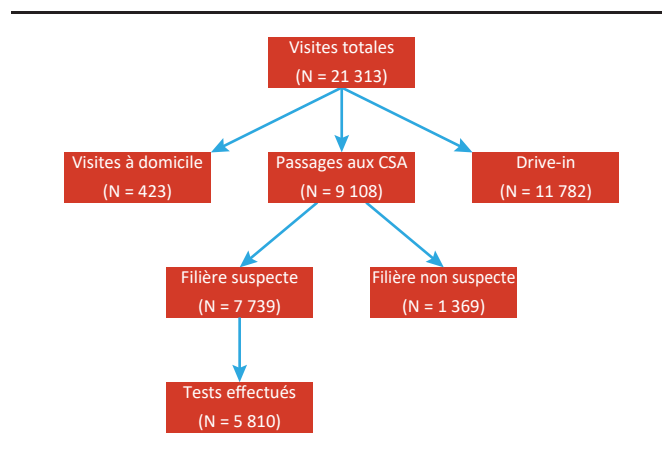 Visites totales
(N = 21 313)
Visites à domicile
(N = 423)
Passages aux CSA
(N = 9 108)
Drive-in
(N = 11 782)
Filière suspecte
(N = 7 739)
Filière non suspecte
(N = 1 369)
Tests effectués
(N = 5 810)